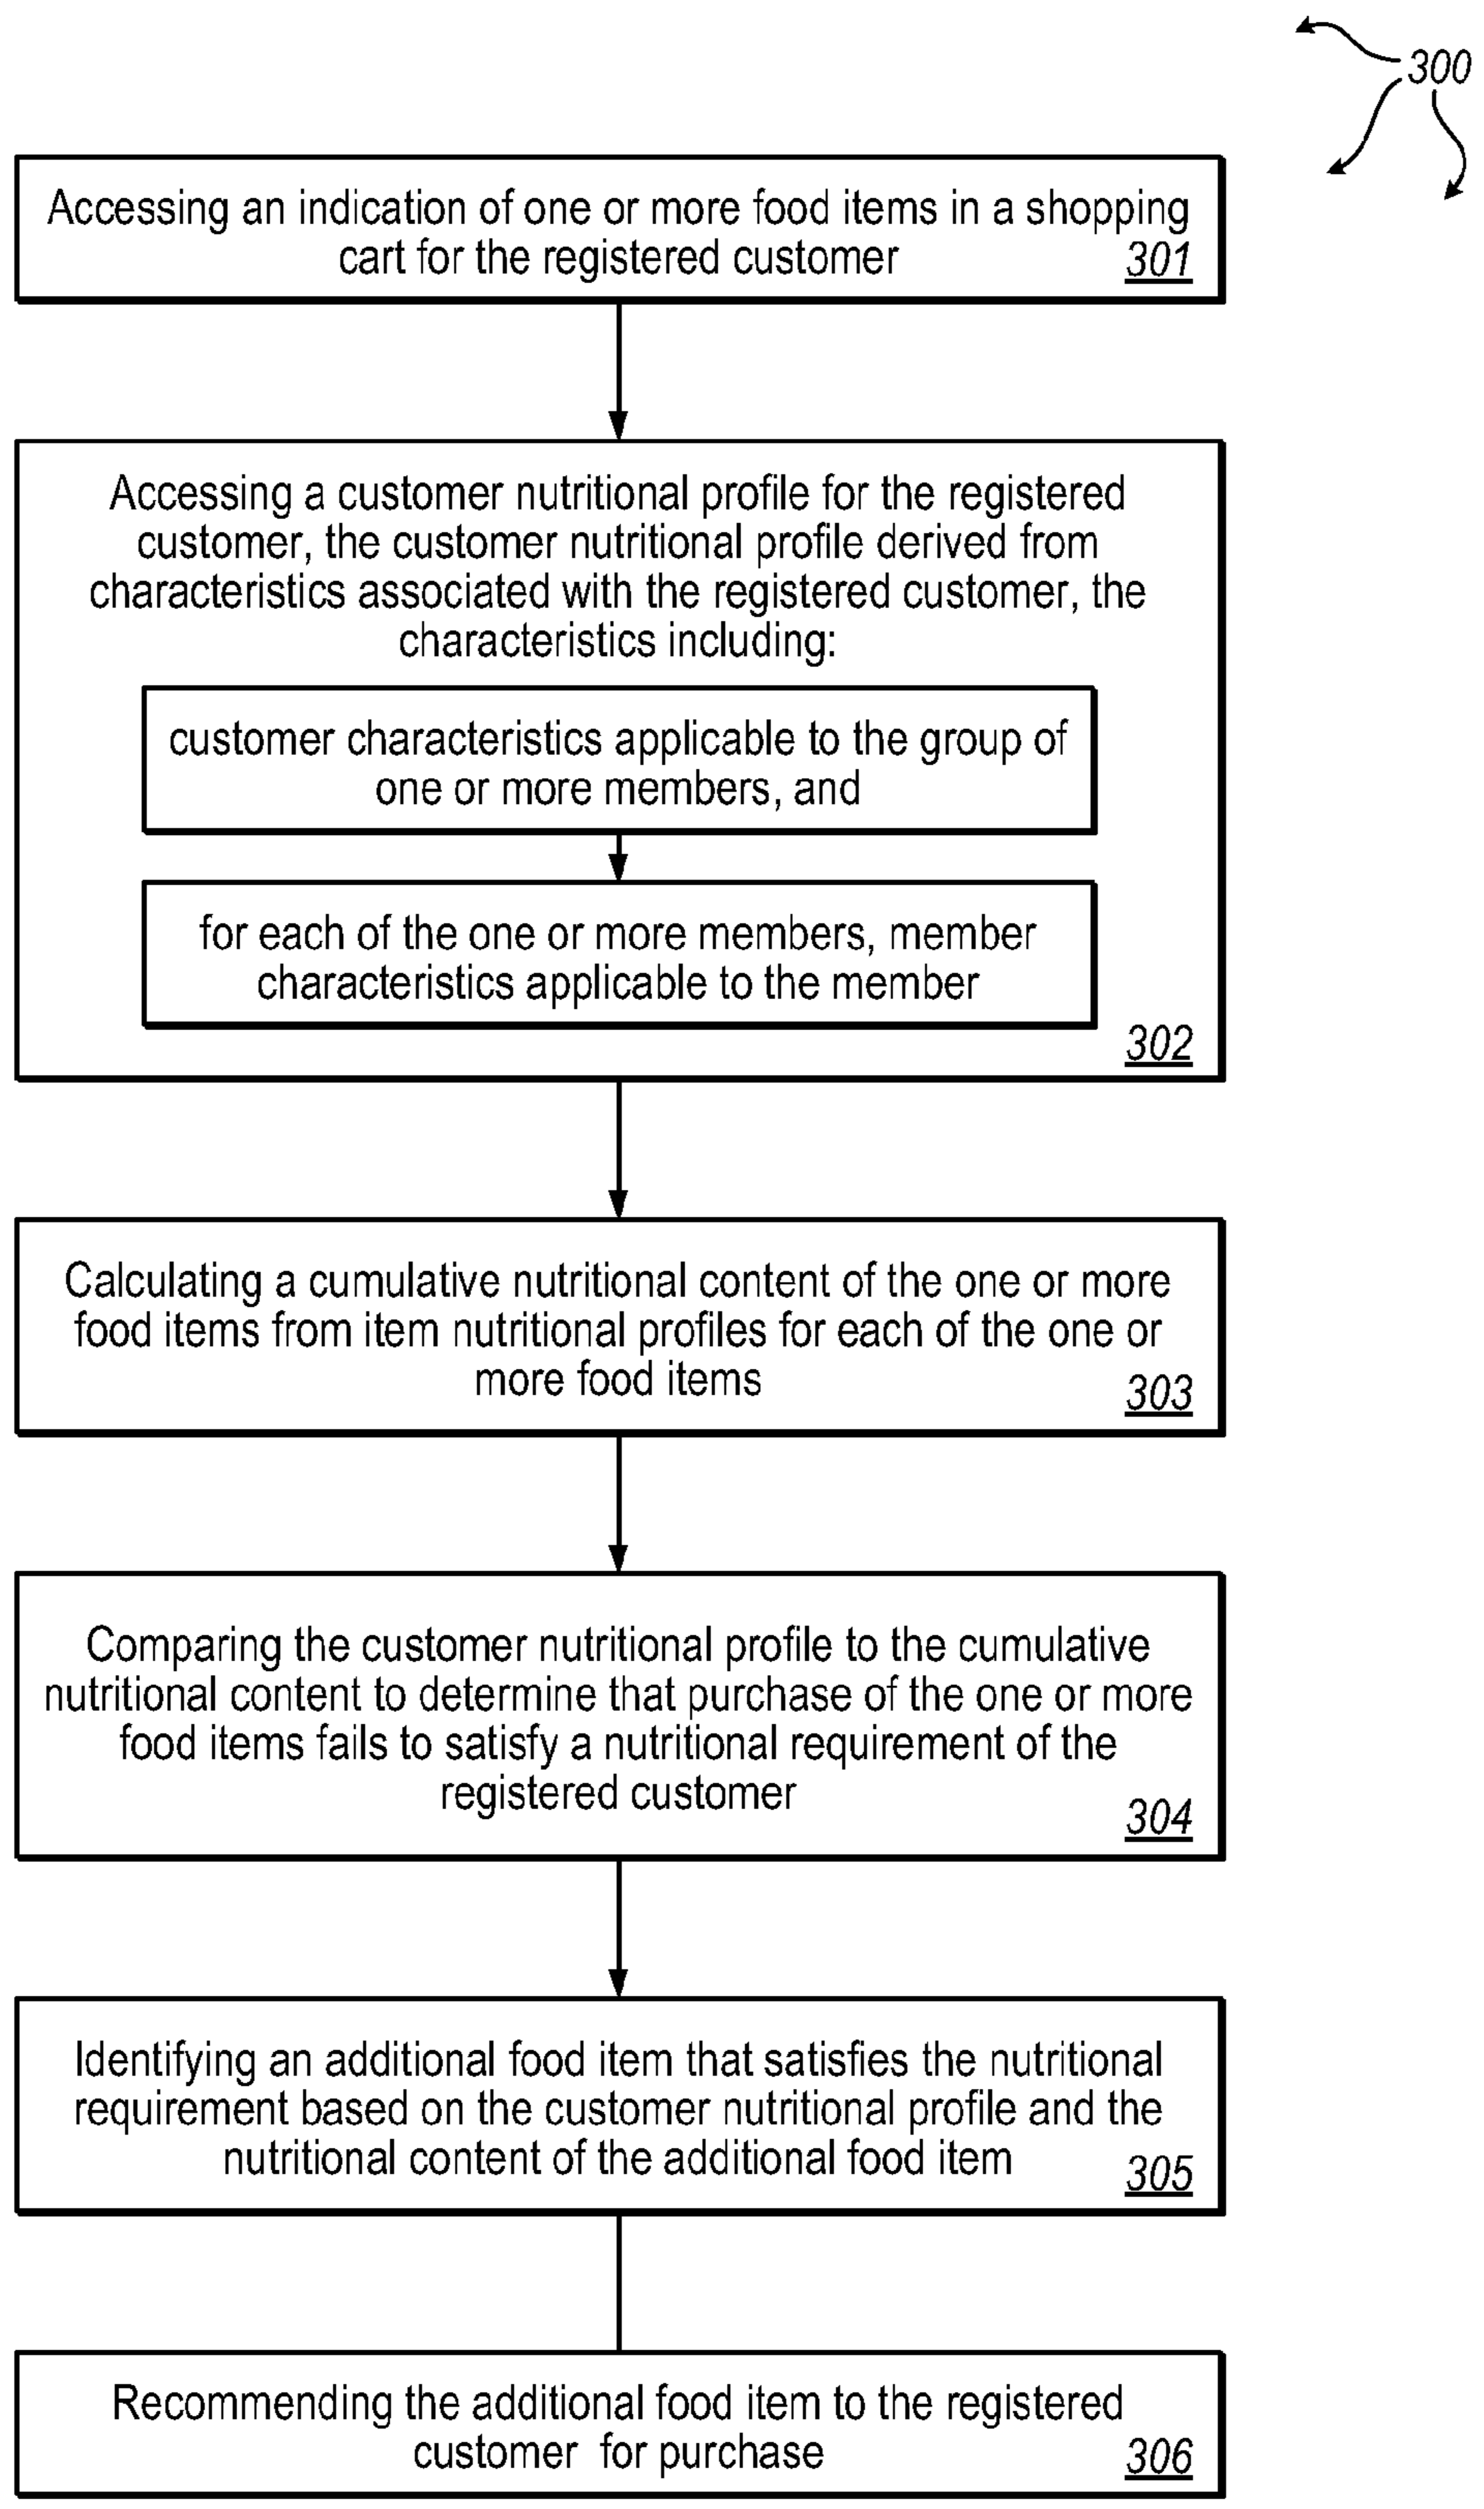 300
Accessing an indication of one or more food items in a shopping
cart for the registered customer
301
Accessing a customer nutritional profile for the registered
customer, the customer nutritional profile derived from
characteristics associated with the registered customer, the
characteristics including:
customer characteristics applicable to the group of
one or more members, and
for each of the one or more members, member
characteristics applicable to the member
302
Calculating a cumulative nutritional content of the one or more
food items from item nutritional profiles for each of the one or
more food items
303
Comparing the customer nutritional profile to the cumulative
nutritional content to determine that purchase of the one or more
food items fails to satisfy a nutritional requirement of the
registered customer
304
Identifying an additional food item that satisfies the nutritional
requirement based on the customer nutritional profile and the
nutritional content of the additional food item
305
Recommending the additional food item to the registered
customer for purchase
306